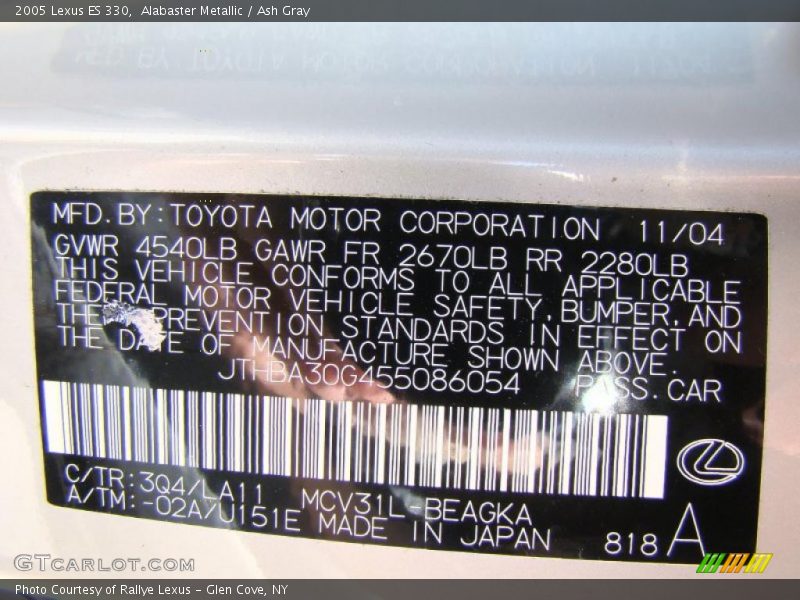 2005 Lexus ES 330, Alabaster Metallic / Ash Gray
MFD. BY: TOYOTA MOTOR CORPORATION 11/04
GVWR 4540LB GAWR FR 2670LB RR 2280LB
THIS VEHICLE CONFORMS TO ALL APPLICABLE
FEDERAL MOTOR VEHICLE SAFETY, BUMPER, AND
THE PREVENTION STANDARDS IN EFFECT ON
THE DATE OF MANUFACTURE SHOWN ABOVE.
JTHBA30G455086054 PASS. CAR
C/TR: 3Q4/LA11 MCV31L-BEAGKA
A/TM: -02A/U151E MADE IN JAPAN 818 A
GTCARLOT.COM
Photo Courtesy of Rallye Lexus - Glen Cove, NY